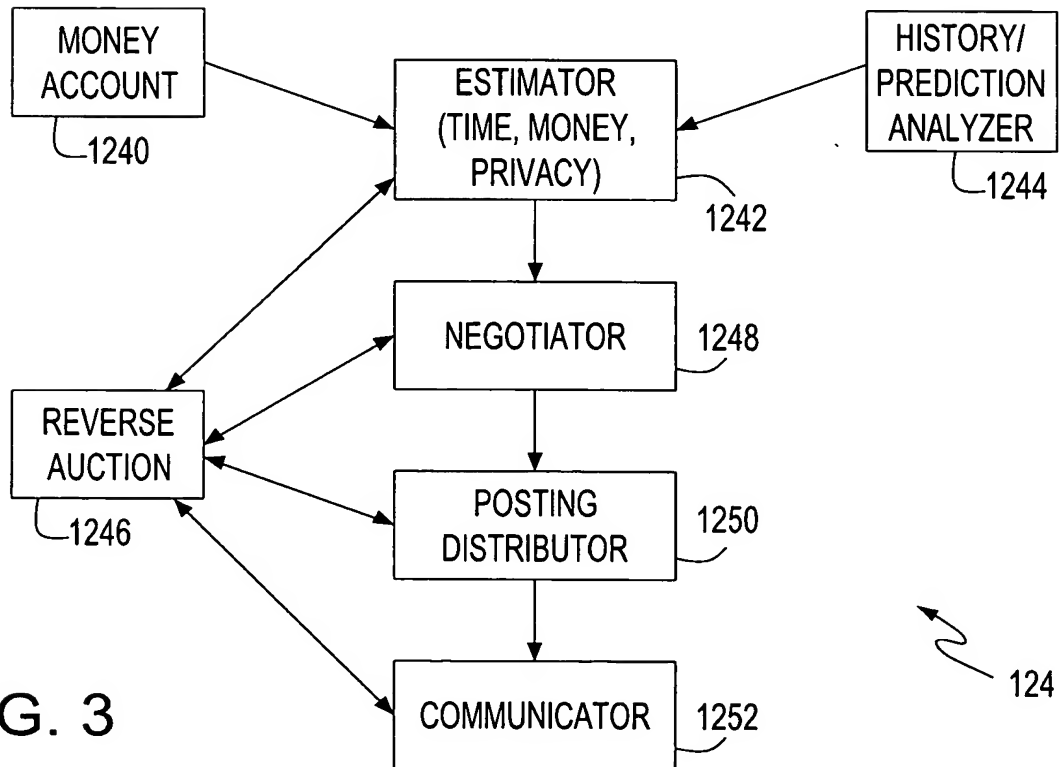 MONEY
ACCOUNT
1240
ESTIMATOR
(TIME, MONEY,
PRIVACY)
1242
HISTORY/
PREDICTION
ANALYZER
1244
NEGOTIATOR
1248
REVERSE
AUCTION
1246
POSTING
DISTRIBUTOR
1250
COMMUNICATOR
1252
124
G. 3